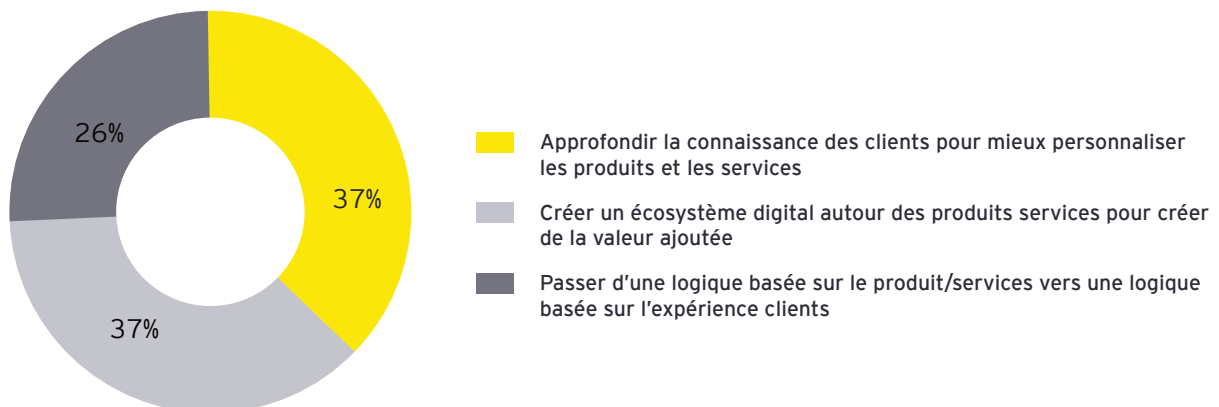 26%
37%
37%
Approfondir la connaissance des clients pour mieux personnaliser
les produits et les services
Créer un écosystème digital autour des produits services pour créer
de la valeur ajoutée
Passer d'une logique basée sur le produit/services vers une logique
basée sur l'expérience clients